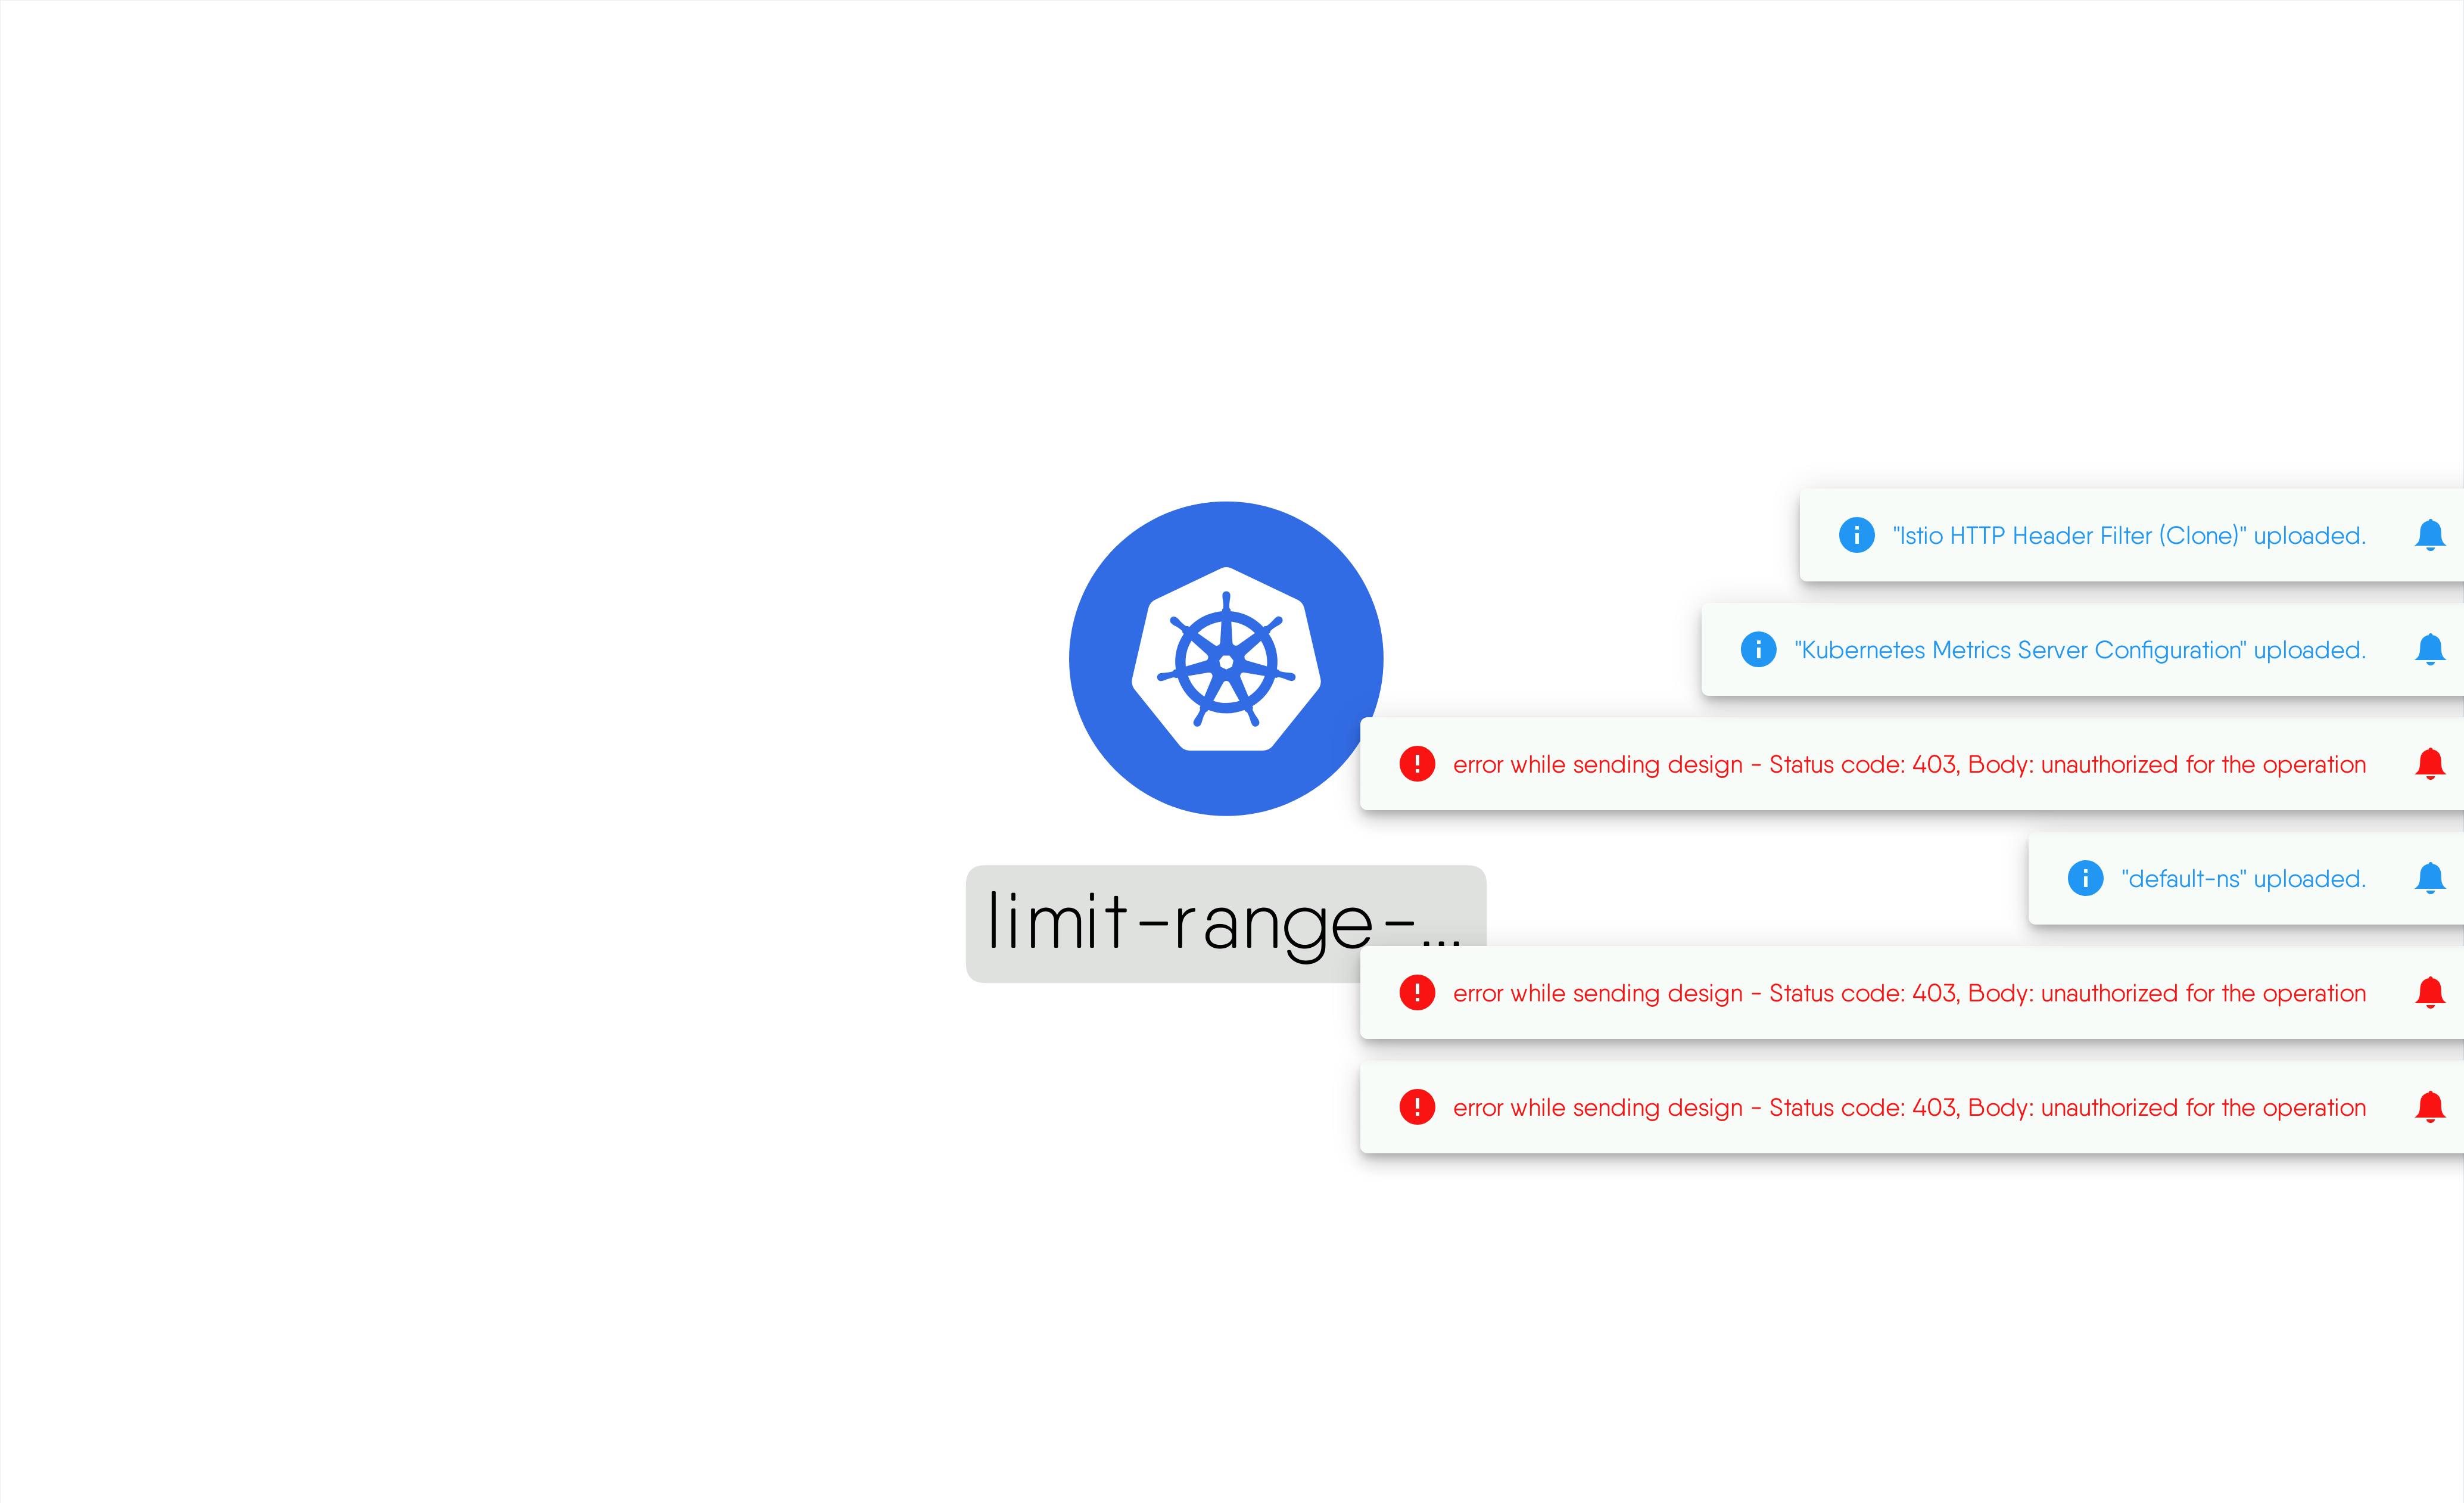 "Istio HTTP Header Filter (Clone)" uploaded.
"Kubernetes Metrics Server Configuration" uploaded.
error while sending design - Status code: 403, Body: unauthorized for the operation
"default-ns" uploaded.
limit-range-...
error while sending design - Status code: 403, Body: unauthorized for the operation
error while sending design - Status code: 403, Body: unauthorized for the operation